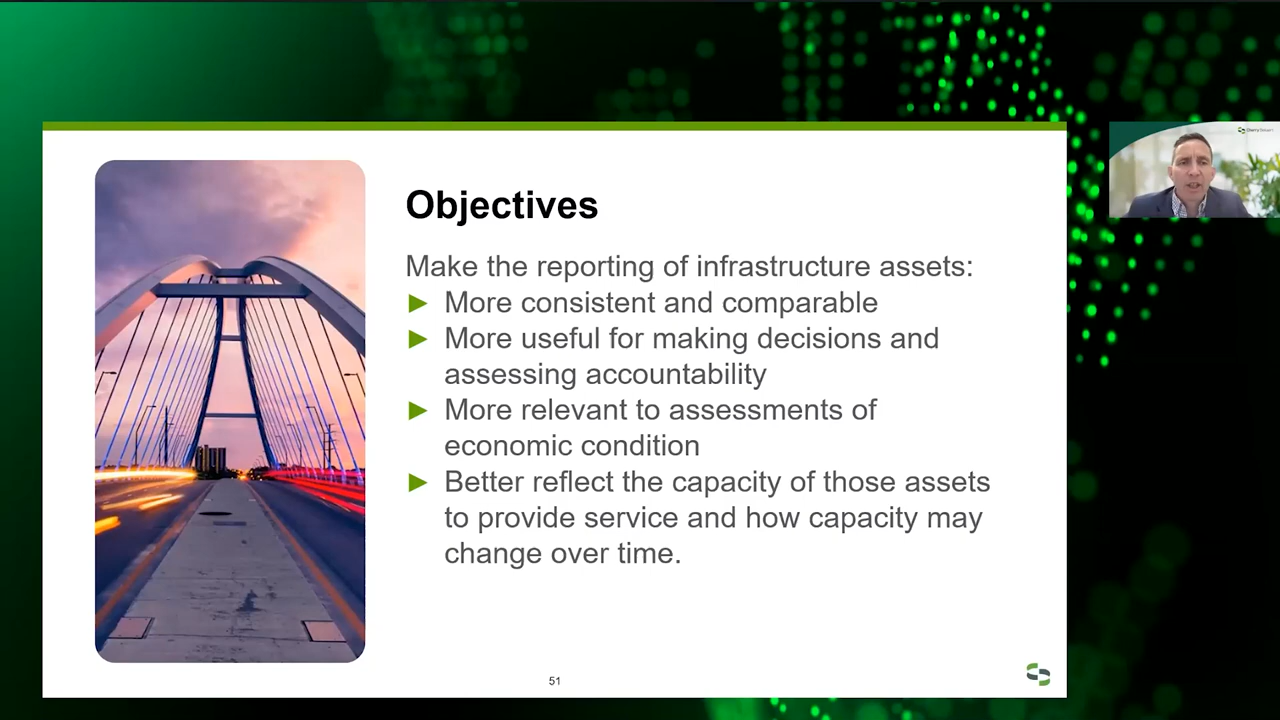 Objectives
Make the reporting of infrastructure assets:
► More consistent and comparable
► More useful for making decisions and
assessing accountability
► More relevant to assessments of
economic condition
► Better reflect the capacity of those assets
to provide service and how capacity may
change over time.
51